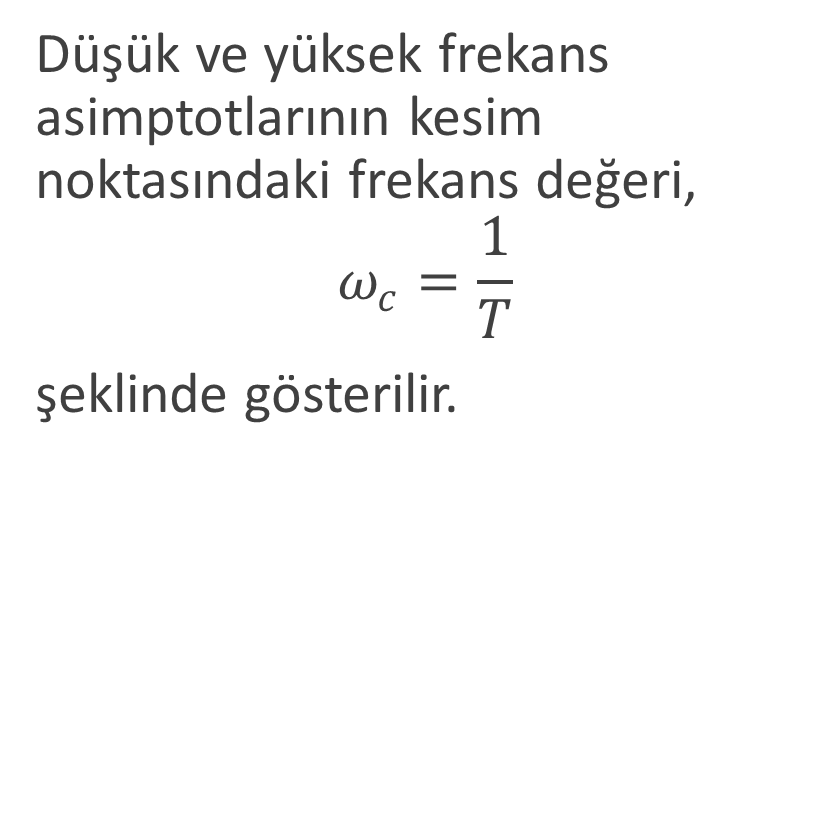 Düşük ve yüksek frekans
asimptotlarının kesim
noktasındaki frekans değeri,
𝜔𝑐 = 1/𝑇
şeklinde gösterilir.